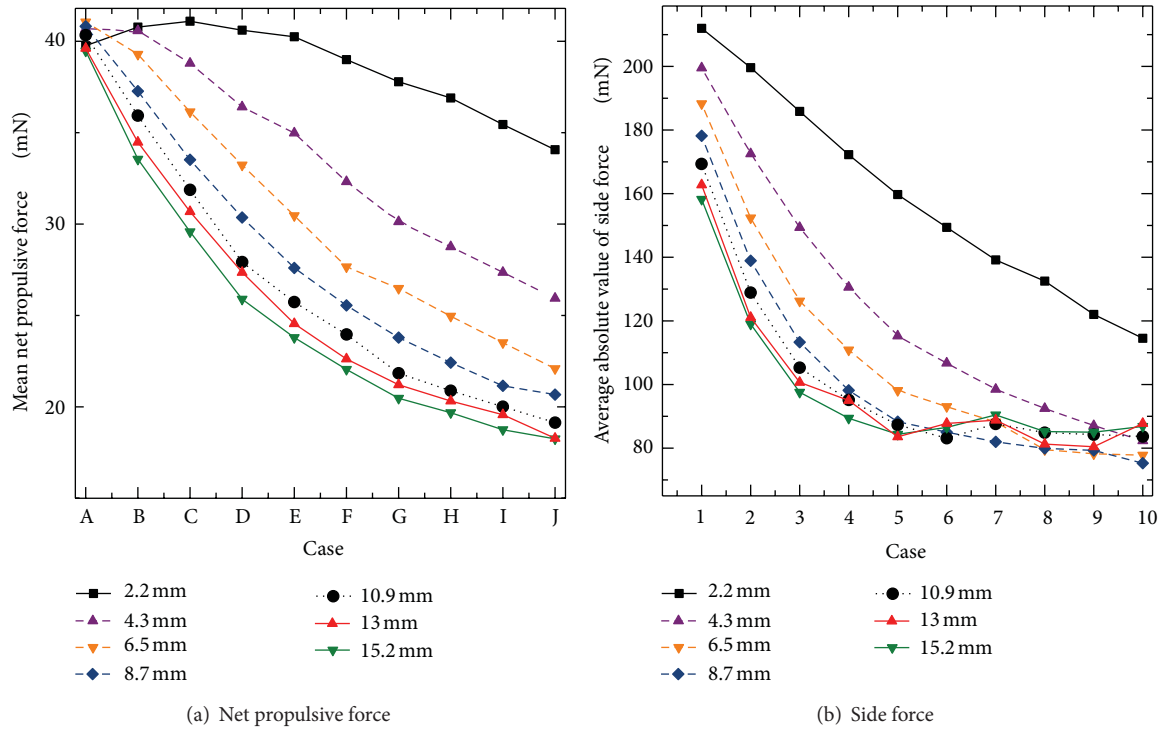 Mean net propulsive force (mN)
40
30
20
A B C D E F G H I J
Case
2.2 mm
4.3 mm
6.5 mm
8.7 mm
10.9 mm
13 mm
15.2 mm
(a) Net propulsive force
Average absolute value of side force (mN)
200
180
160
140
120
100
80
1 2 3 4 5 6 7 8 9 10
Case
2.2 mm
4.3 mm
6.5 mm
8.7 mm
10.9 mm
13 mm
15.2 mm
(b) Side force